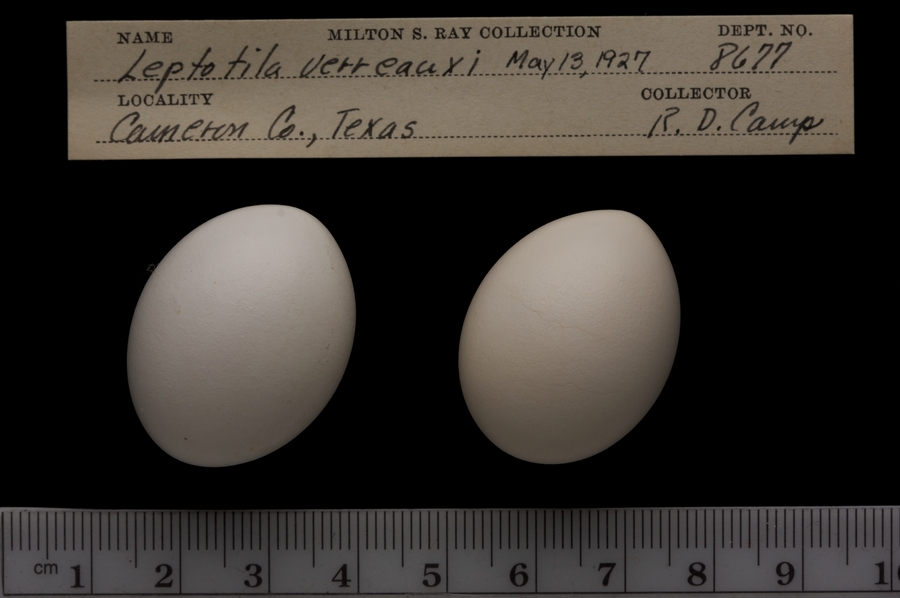 NAME MILTON S. RAY COLLECTION DEPT. NO.
Leptotila verreauxi May 13, 1927 8677
LOCALITY COLLECTOR
Cameron Co., Texas R. D. Camp
cm 1 2 3 4 5 6 7 8 9 1